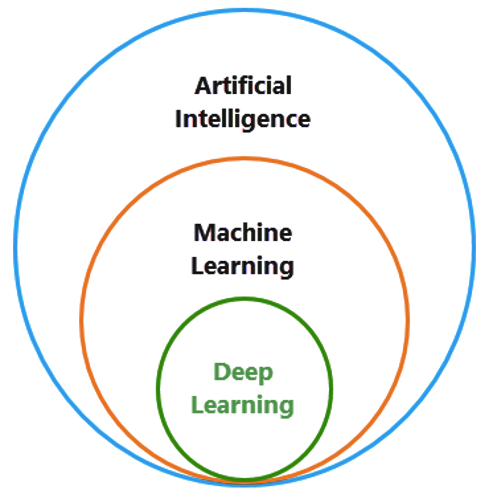 Artificial
Intelligence
Machine
Learning
Deep
Learning